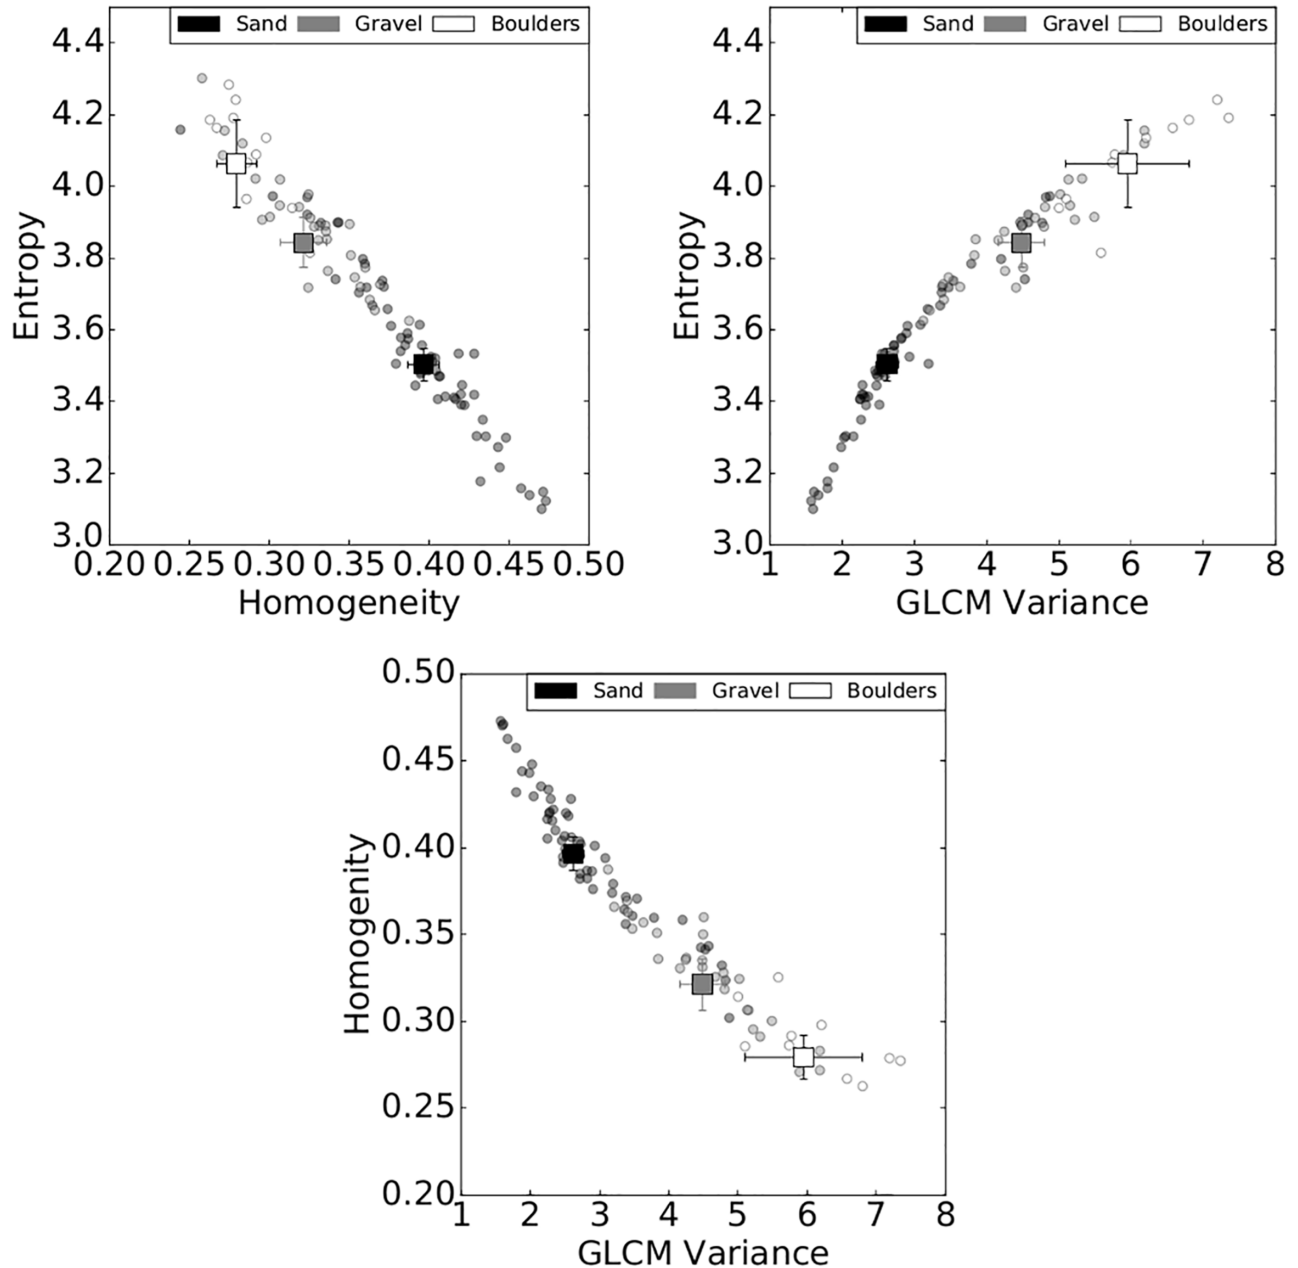 Sand Gravel Boulders
4.4
4.2
4.0
3.8
3.6
3.4
3.2
3.0
Entropy
0.20 0.25 0.30 0.35 0.40 0.45 0.50
Homogeneity
Sand Gravel Boulders
4.4
4.2
4.0
3.8
3.6
3.4
3.2
3.0
Entropy
1 2 3 4 5 6 7 8
GLCM Variance
Sand Gravel Boulders
0.50
0.45
0.40
0.35
0.30
0.25
0.20
Homogenity
1 2 3 4 5 6 7 8
GLCM Variance